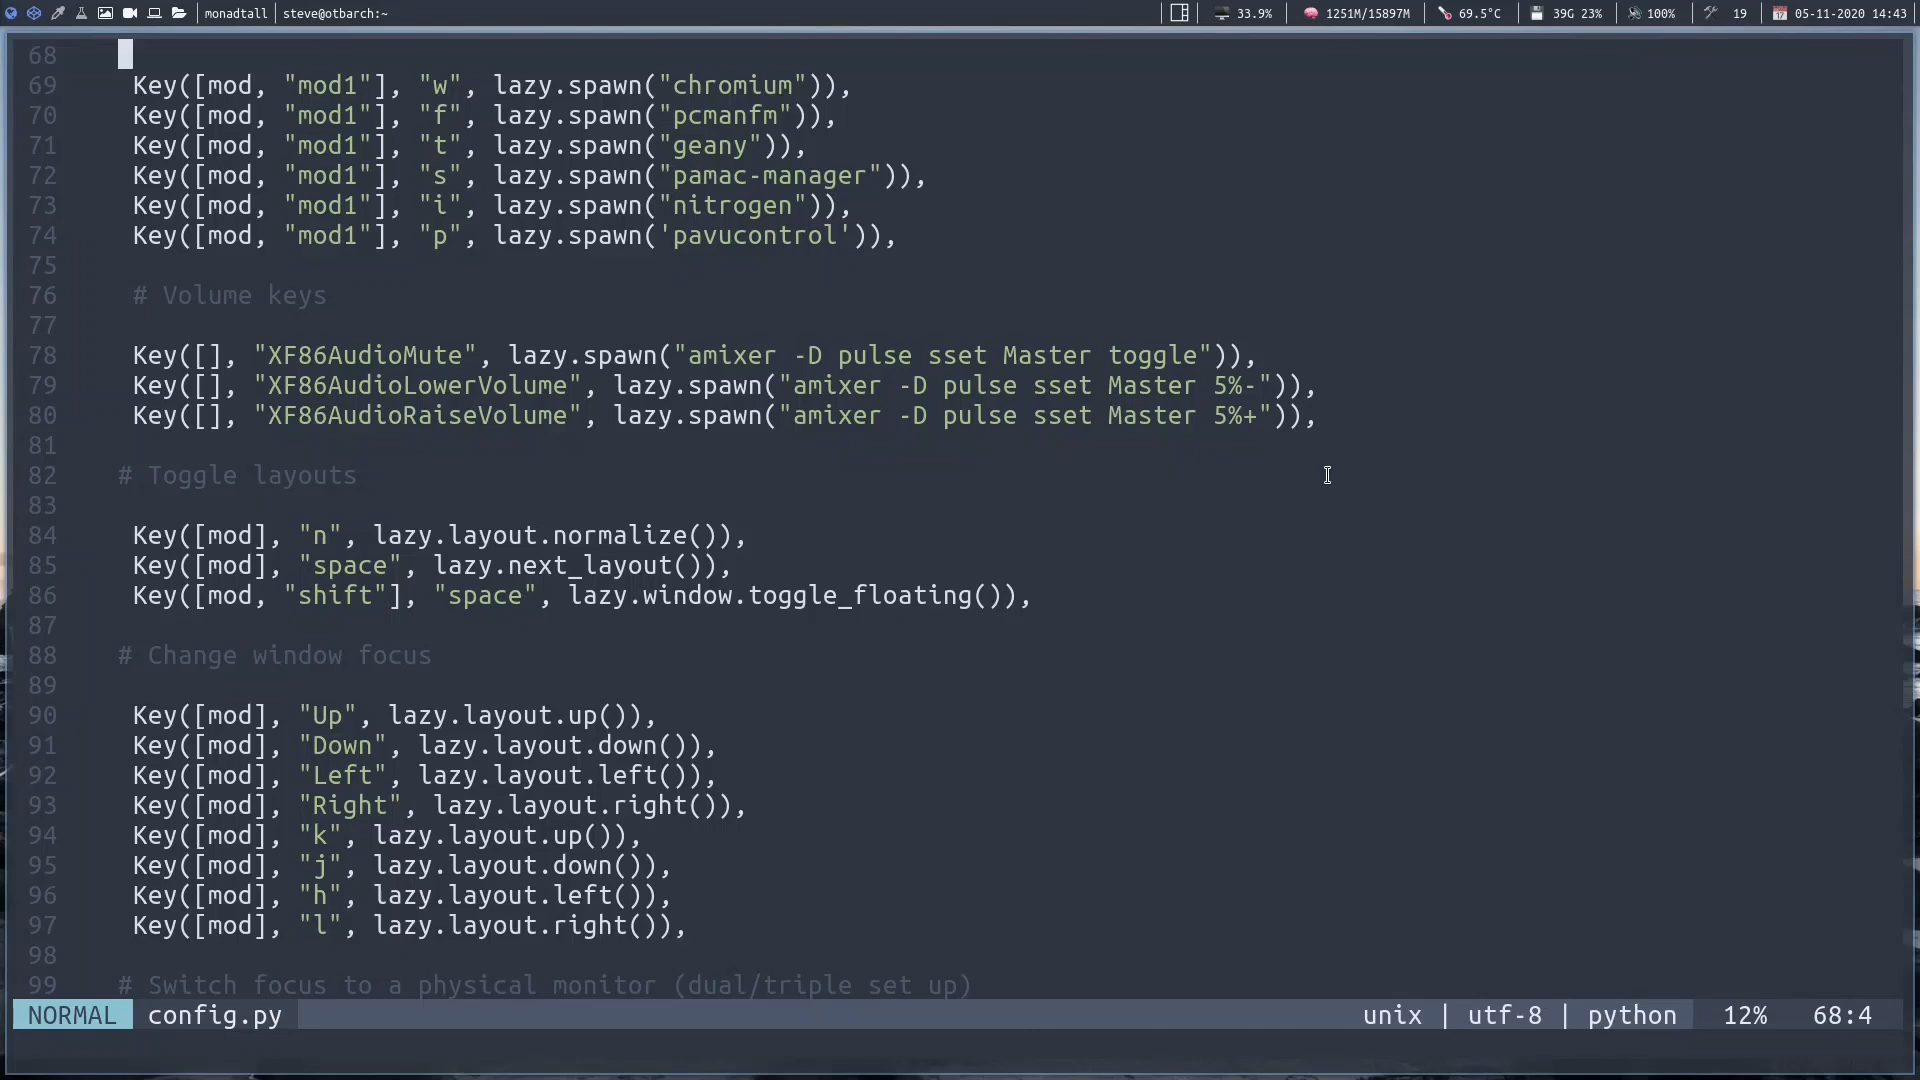 monadtall steve@otbarch:~ 33.9% 1251M/15897M 69.5°C 39G 23% 100% 19 05-11-2020 14:43
68
69 Key([mod, "mod1"], "w", lazy.spawn("chromium")),
70 Key([mod, "mod1"], "f", lazy.spawn("pcmanfm")),
71 Key([mod, "mod1"], "t", lazy.spawn("geany")),
72 Key([mod, "mod1"], "s", lazy.spawn("pamac-manager")),
73 Key([mod, "mod1"], "i", lazy.spawn("nitrogen")),
74 Key([mod, "mod1"], "p", lazy.spawn('pavucontrol')),
75
76 # Volume keys
77
78 Key([], "XF86AudioMute", lazy.spawn("amixer -D pulse sset Master toggle")),
79 Key([], "XF86AudioLowerVolume", lazy.spawn("amixer -D pulse sset Master 5%-")),
80 Key([], "XF86AudioRaiseVolume", lazy.spawn("amixer -D pulse sset Master 5%+")),
81
82 # Toggle layouts
83
84 Key([mod], "n", lazy.layout.normalize()),
85 Key([mod], "space", lazy.next_layout()),
86 Key([mod, "shift"], "space", lazy.window.toggle_floating()),
87
88 # Change window focus
89
90 Key([mod], "Up", lazy.layout.up()),
91 Key([mod], "Down", lazy.layout.down()),
92 Key([mod], "Left", lazy.layout.left()),
93 Key([mod], "Right", lazy.layout.right()),
94 Key([mod], "k", lazy.layout.up()),
95 Key([mod], "j", lazy.layout.down()),
96 Key([mod], "h", lazy.layout.left()),
97 Key([mod], "l", lazy.layout.right()),
98
99 # Switch focus to a physical monitor (dual/triple set up)
NORMAL config.py unix | utf-8 | python 12% 68:4